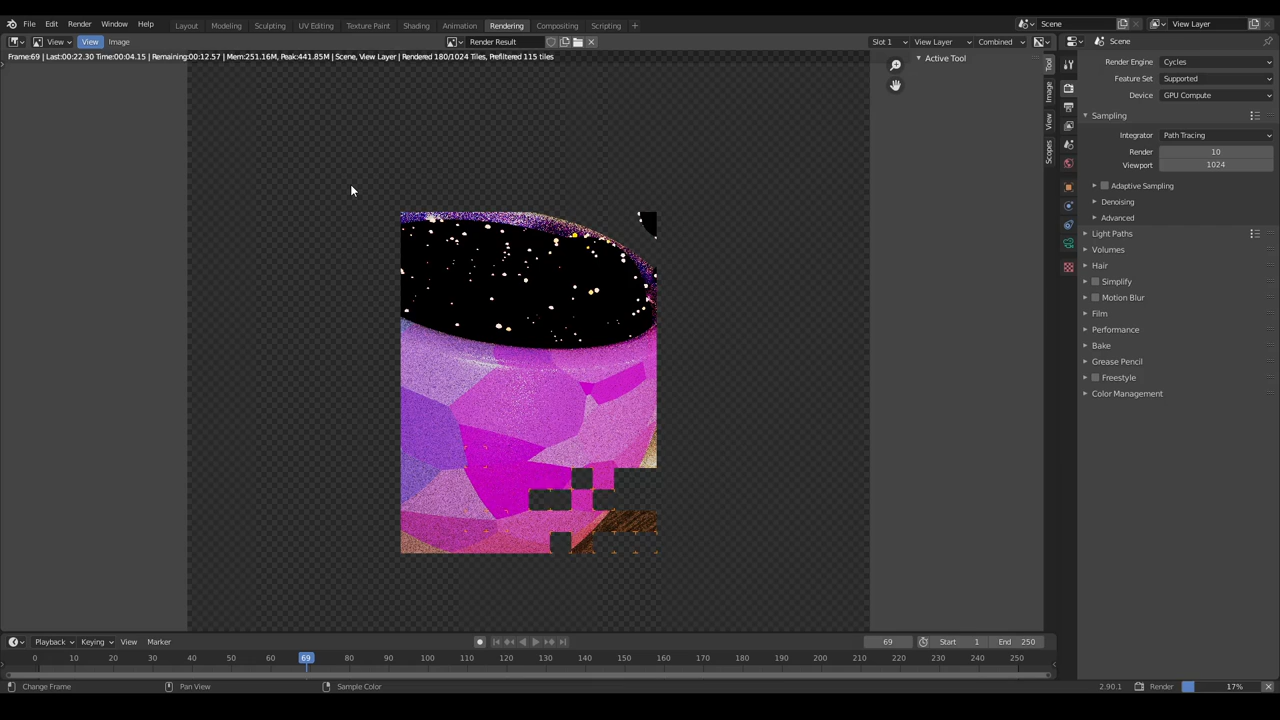 File Edit Render Window Help Layout Modeling Sculpting UV Editing Texture Paint Shading Animation Rendering Compositing Scripting + Scene View Layer
View View Image Render Result Slot 1 View Layer Combined Scene
Frame:69 | Last:00:22.30 Time:00:04.15 | Remaining:00:12.57 | Mem:251.16M, Peak:441.85M | Scene, View Layer | Rendered 180/1024 Tiles, Prefiltered 115 tiles
Active Tool
Tool
Image
View
Scopes
Render Engine Cycles
Feature Set Supported
Device GPU Compute
Sampling
Integrator Path Tracing
Render 10
Viewport 1024
Adaptive Sampling
Denoising
Advanced
Light Paths
Volumes
Hair
Simplify
Motion Blur
Film
Performance
Bake
Grease Pencil
Freestyle
Color Management
Playback Keying View Marker 69 Start 1 End 250
0 10 20 30 40 50 60 69 80 90 100 110 120 130 140 150 160 170 180 190 200 210 220 230 240 250
Change Frame Pan View Sample Color 2.90.1 Render 17%